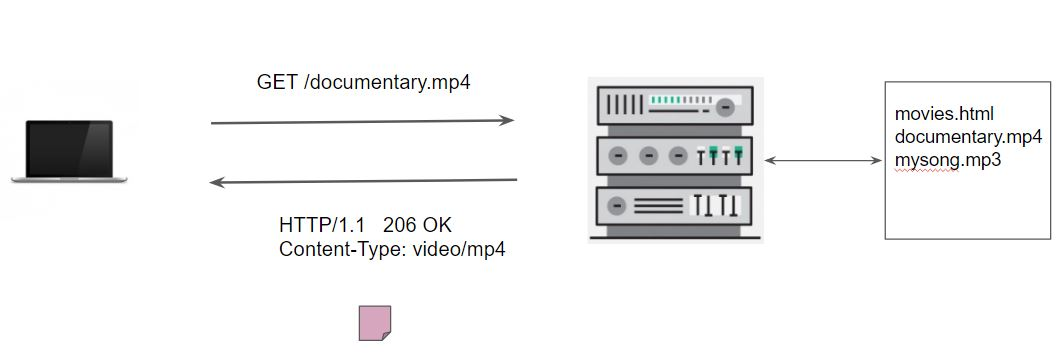 GET /documentary.mp4
HTTP/1.1 206 OK
Content-Type: video/mp4
movies.html
documentary.mp4
mysong.mp3